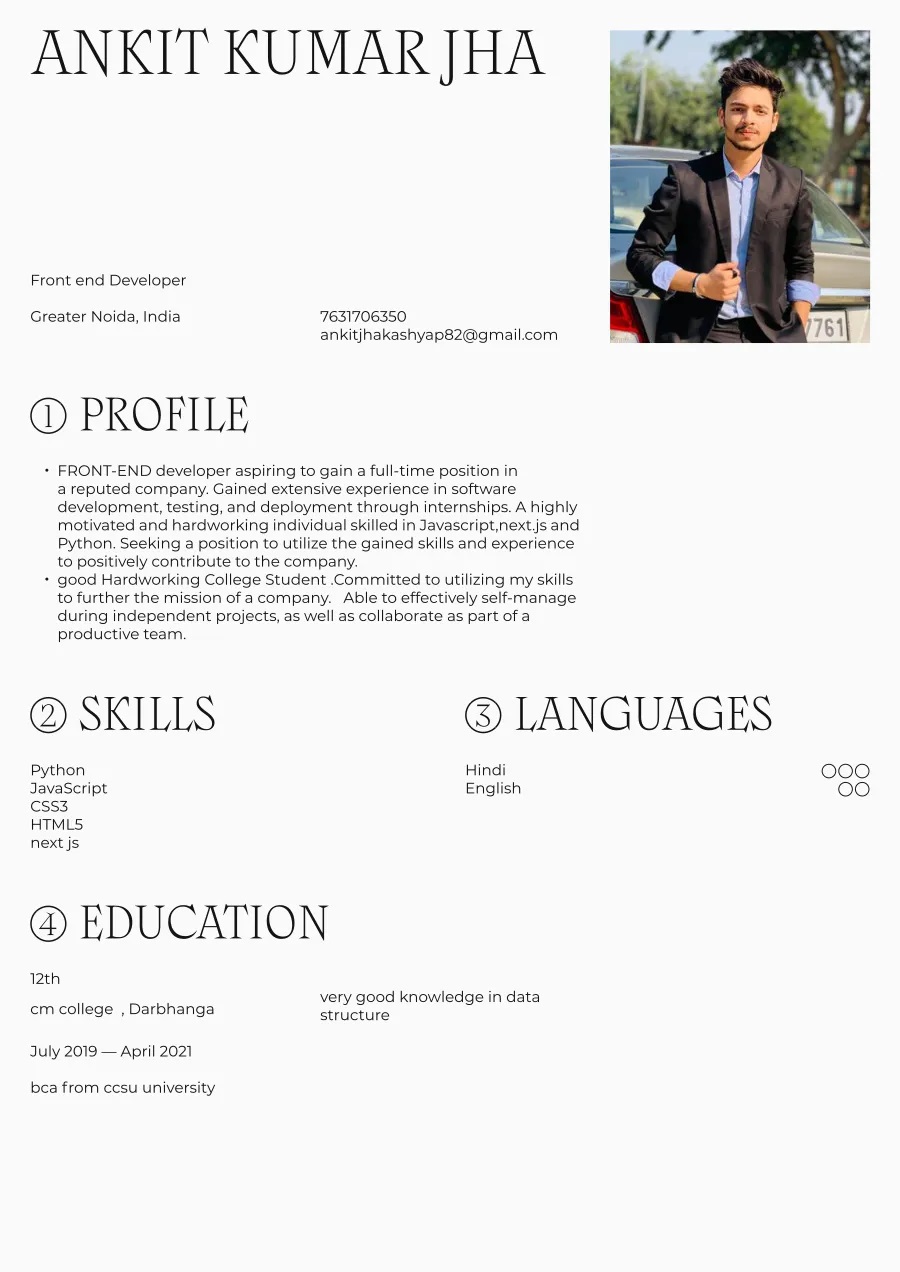 ANKIT KUMAR JHA
Front end Developer
Greater Noida, India
7631706350
ankitjhakashyap82@gmail.com
7761
① PROFILE
• FRONT-END developer aspiring to gain a full-time position in
a reputed company. Gained extensive experience in software
development, testing, and deployment through internships. A highly
motivated and hardworking individual skilled in Javascript,next.js and
Python. Seeking a position to utilize the gained skills and experience
to positively contribute to the company.
• good Hardworking College Student .Committed to utilizing my skills
to further the mission of a company.   Able to effectively self-manage
during independent projects, as well as collaborate as part of a
productive team.
② SKILLS
Python
JavaScript
CSS3
HTML5
next js
③ LANGUAGES
Hindi
English
④ EDUCATION
12th
cm college  , Darbhanga
July 2019 — April 2021
bca from ccsu university
very good knowledge in data
structure